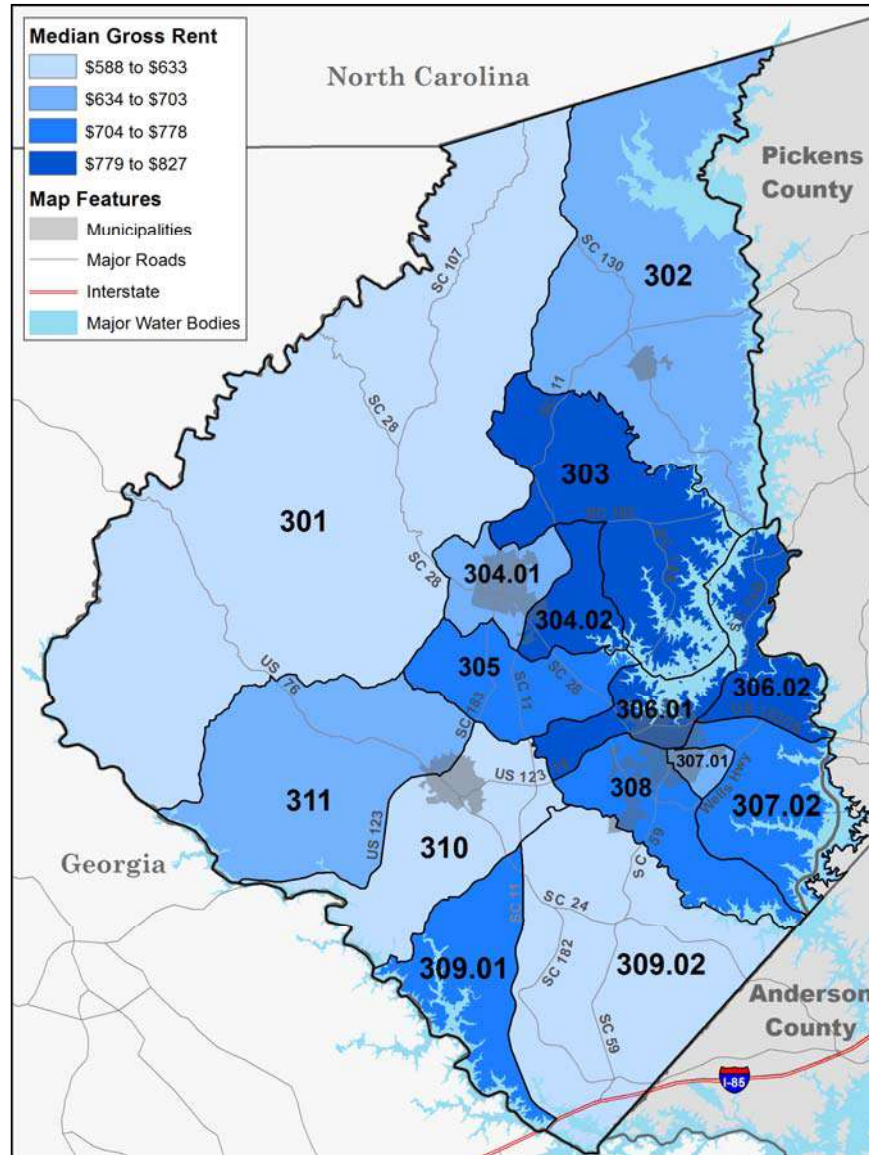 Median Gross Rent
$588 to $633
$634 to $703
$704 to $778
$779 to $827
Map Features
Municipalities
Major Roads
Interstate
Major Water Bodies
North Carolina
Pickens
County
SC 107
SC 130
302
SC 28
11
303
301
SC 28
304.01
304.02
305
SC 28
SC 11
SC 183
US 76
306.01
306.02
307.01
US 123
308
Wells Hwy
307.02
311
US 123
310
59
Georgia
SC 11
SC 24
SC 182
309.01
309.02
SC 59
Anderson
County
I-85